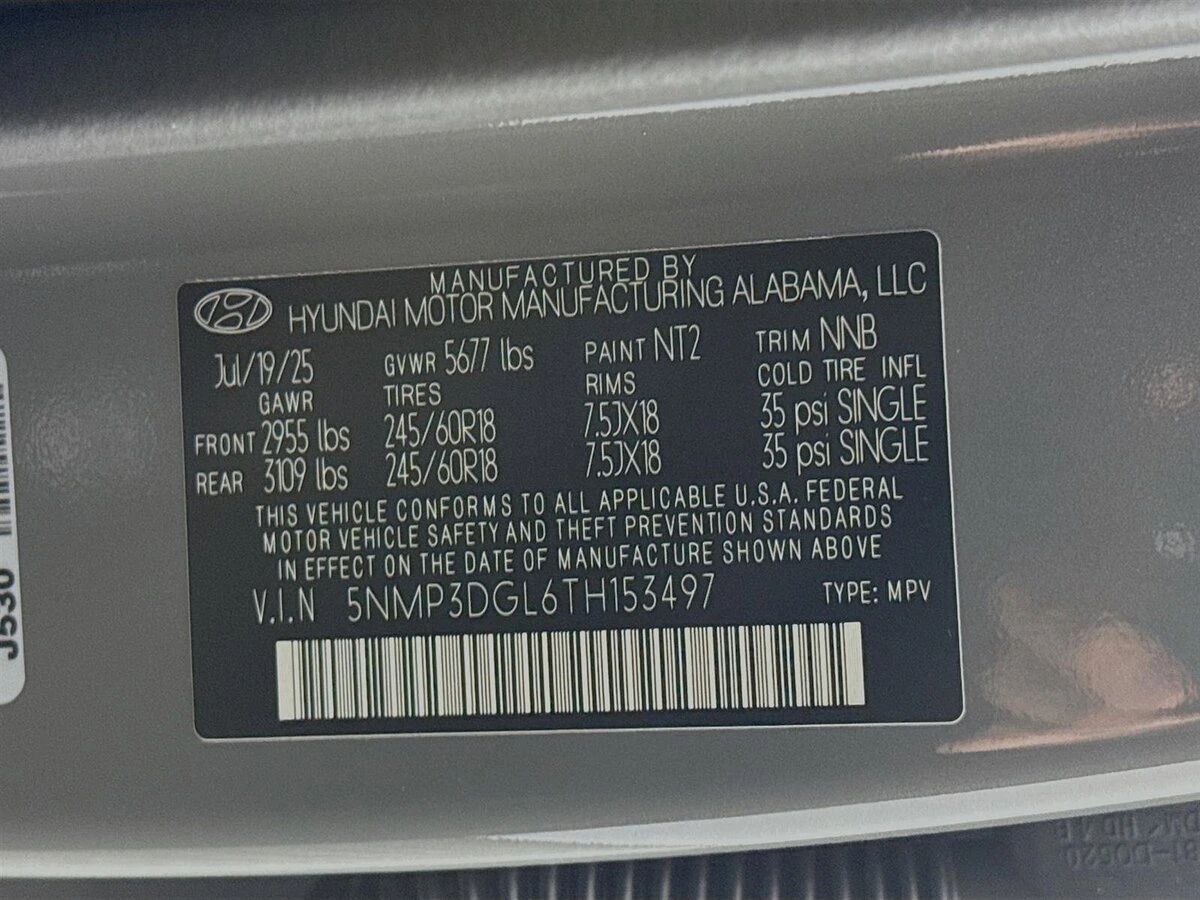 MANUFACTURED BY
HYUNDAI MOTOR MANUFACTURING ALABAMA, LLC
Jul/19/25 GVWR 5677 lbs PAINT NT2 TRIM NNB
GAWR TIRES RIMS COLD TIRE INFL
FRONT 2955 lbs 245/60R18 7.5JX18 35 psi SINGLE
REAR 3109 lbs 245/60R18 7.5JX18 35 psi SINGLE
THIS VEHICLE CONFORMS TO ALL APPLICABLE U.S.A. FEDERAL
MOTOR VEHICLE SAFETY AND THEFT PREVENTION STANDARDS
IN EFFECT ON THE DATE OF MANUFACTURE SHOWN ABOVE
V.I.N 5NMP3DGL6TH153497 TYPE: MPV
J530